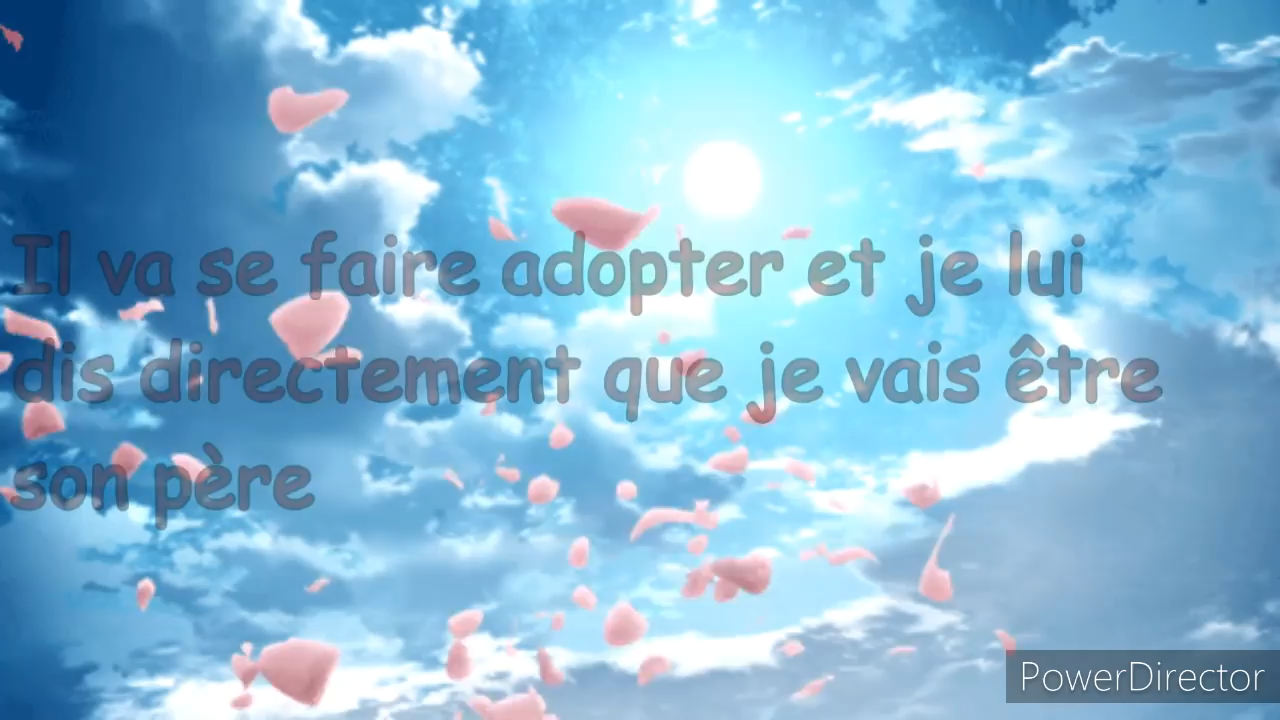 Il va se faire adopter et je lui
dis directement que je vais être
son père
PowerDirector